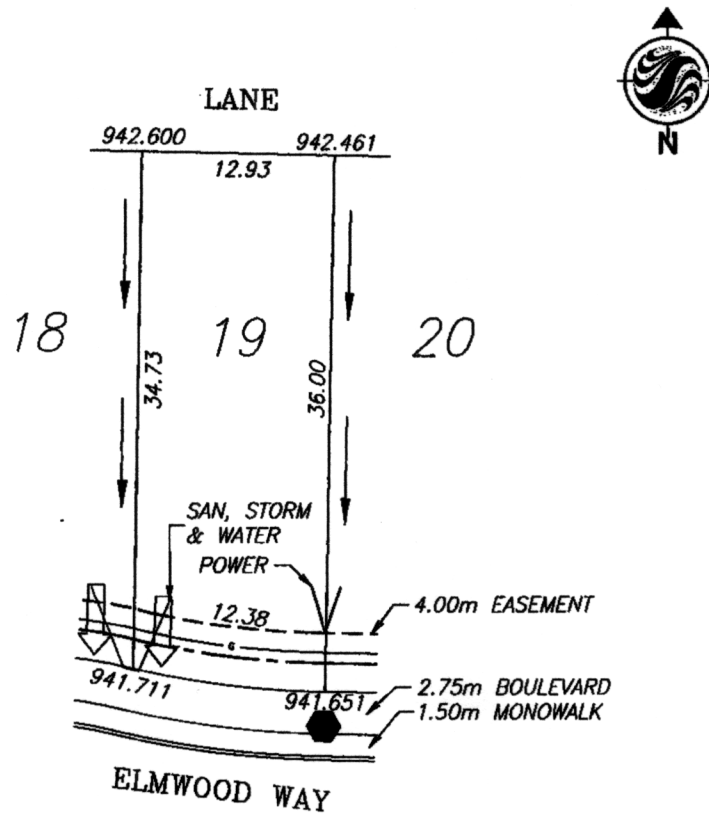 LANE
942.600 942.461
12.93
N
18 19 20
34.73
36.00
SAN, STORM
& WATER
POWER
12.38
4.00m EASEMENT
G
941.711
941.651
2.75m BOULEVARD
1.50m MONOWALK
ELMWOOD WAY